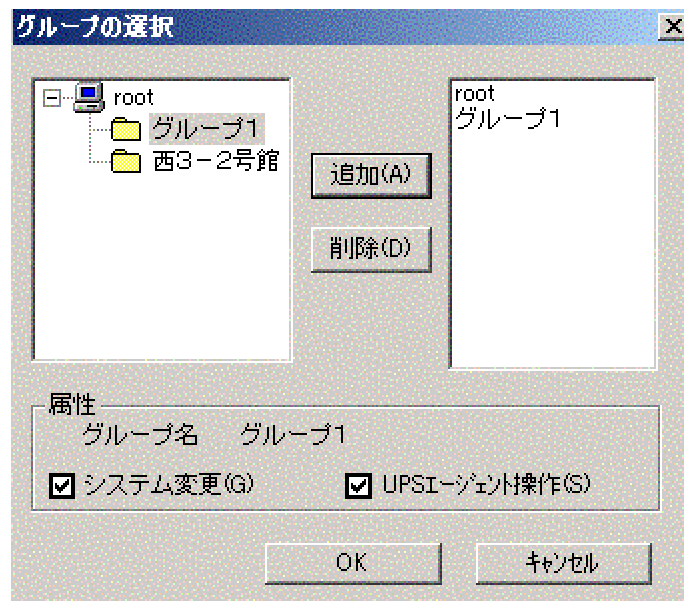 グループの選択
root
グループ1
西3-2号館
追加(A)
削除(D)
root
グループ1
属性
グループ名 グループ1
システム変更(G)
UPSｴｰｼﾞｪﾝﾄ操作(S)
OK
ｷｬﾝｾﾙ